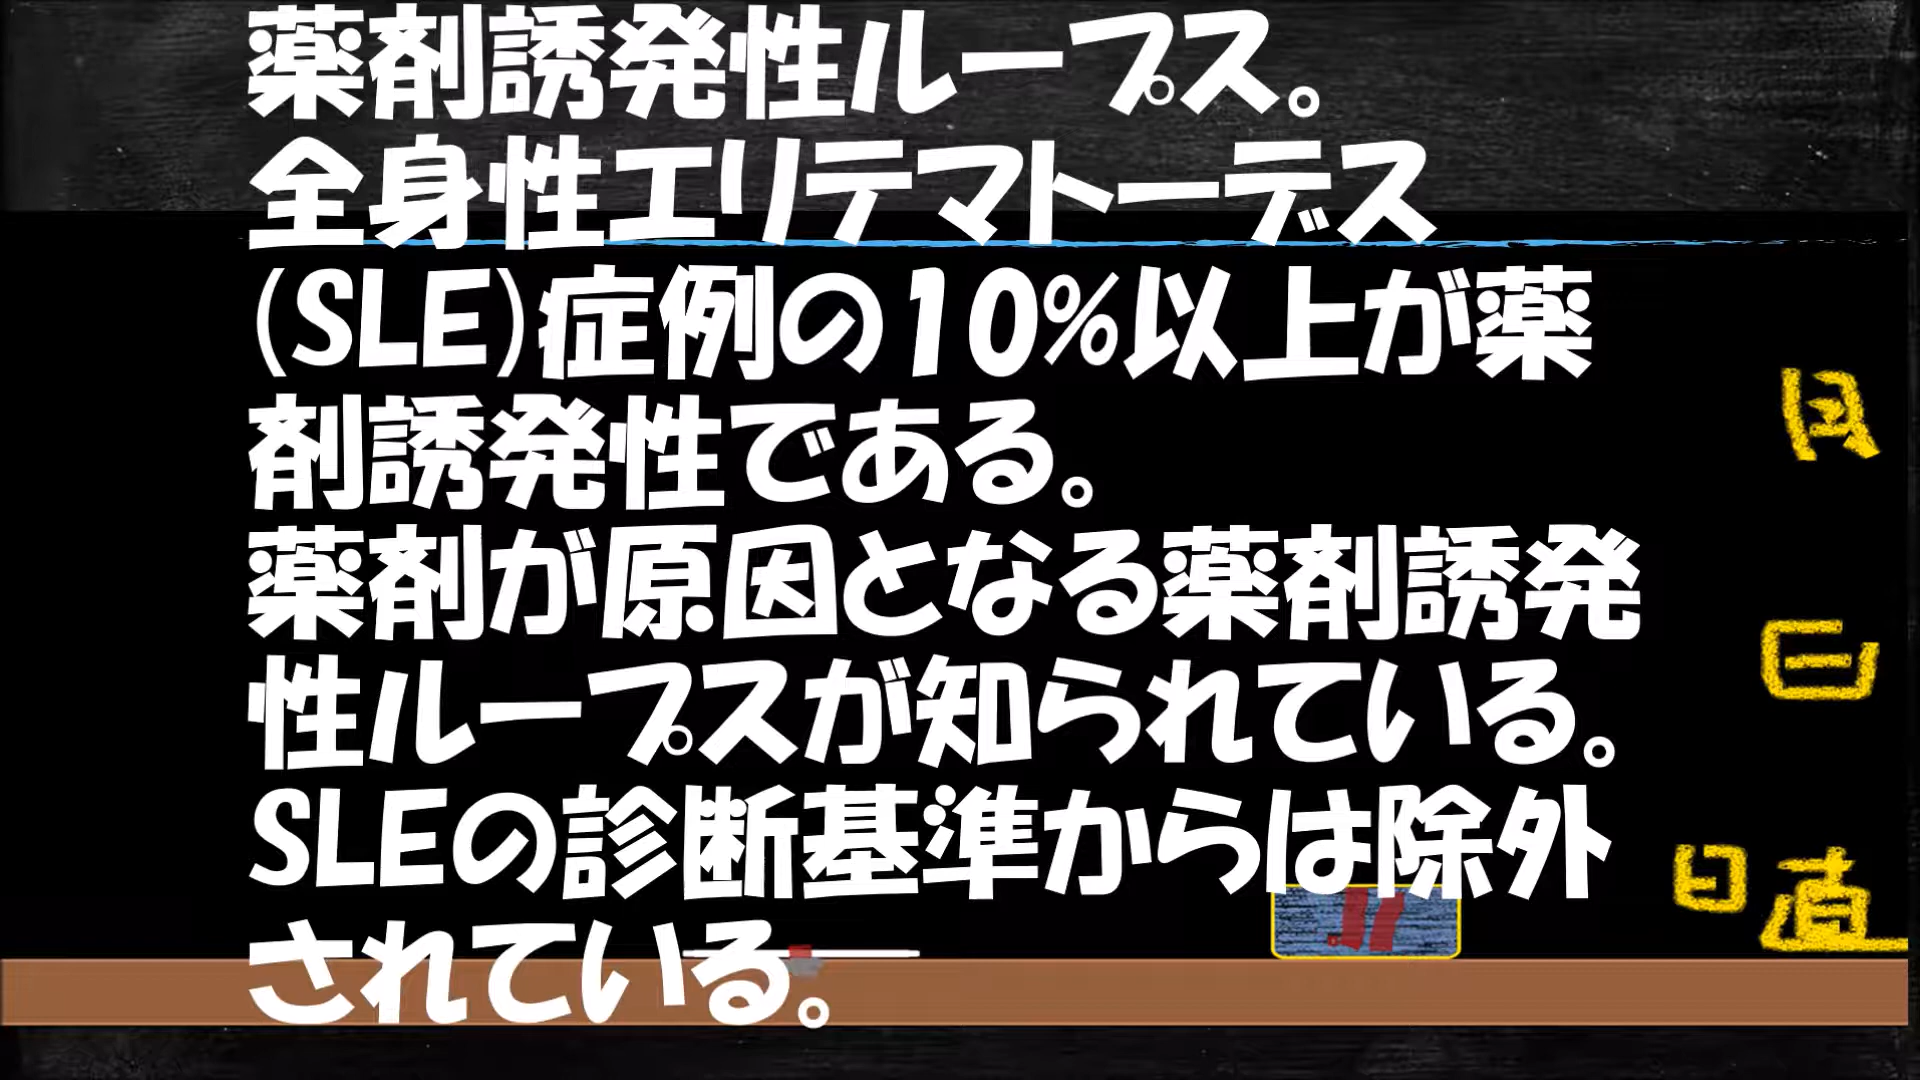 薬剤誘発性ループス。
全身性エリテマトーデス
(SLE)症例の10%以上が薬
剤誘発性である。
薬剤が原因となる薬剤誘発
性ループスが知られている。
SLEの診断基準からは除外
されている。
月
日
日直